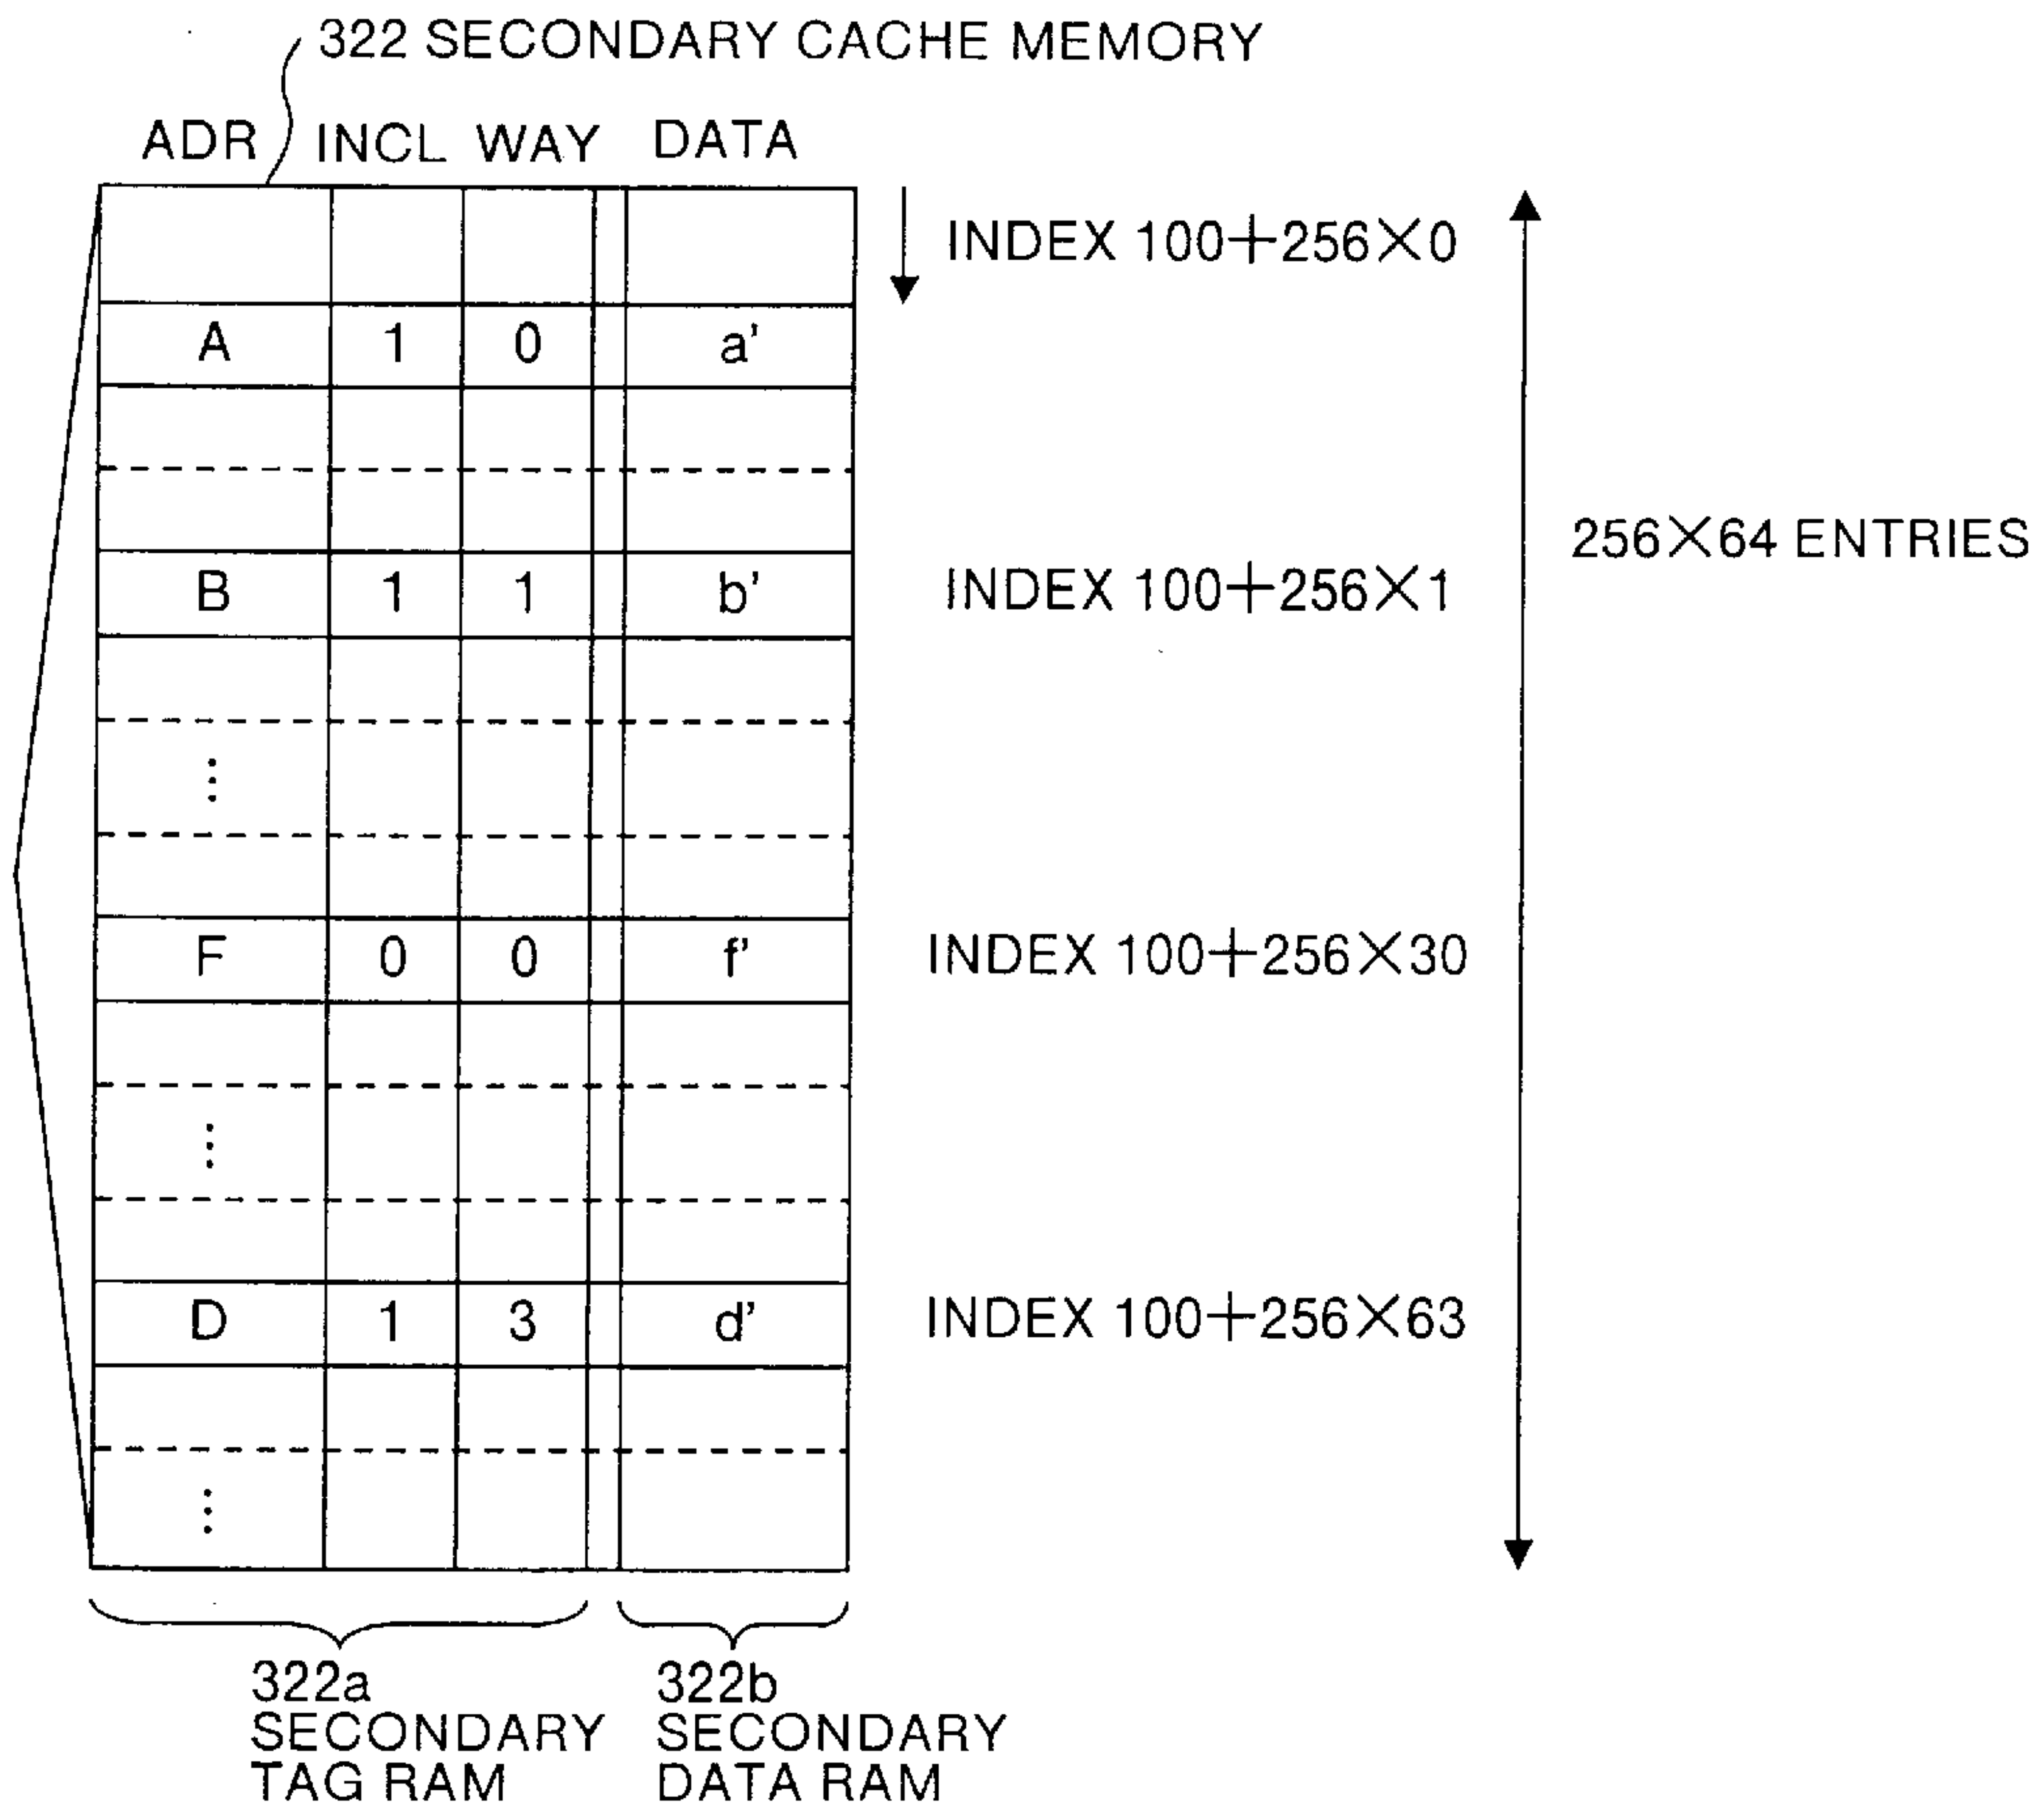 322 SECONDARY CACHE MEMORY
ADR INCL WAY DATA
INDEX 100+256×0
A 1 0 a'
256×64 ENTRIES
B 1 1 b' INDEX 100+256×1
⋮
F 0 0 f' INDEX 100+256×30
⋮
D 1 3 d' INDEX 100+256×63
⋮
322a
SECONDARY
TAG RAM
322b
SECONDARY
DATA RAM